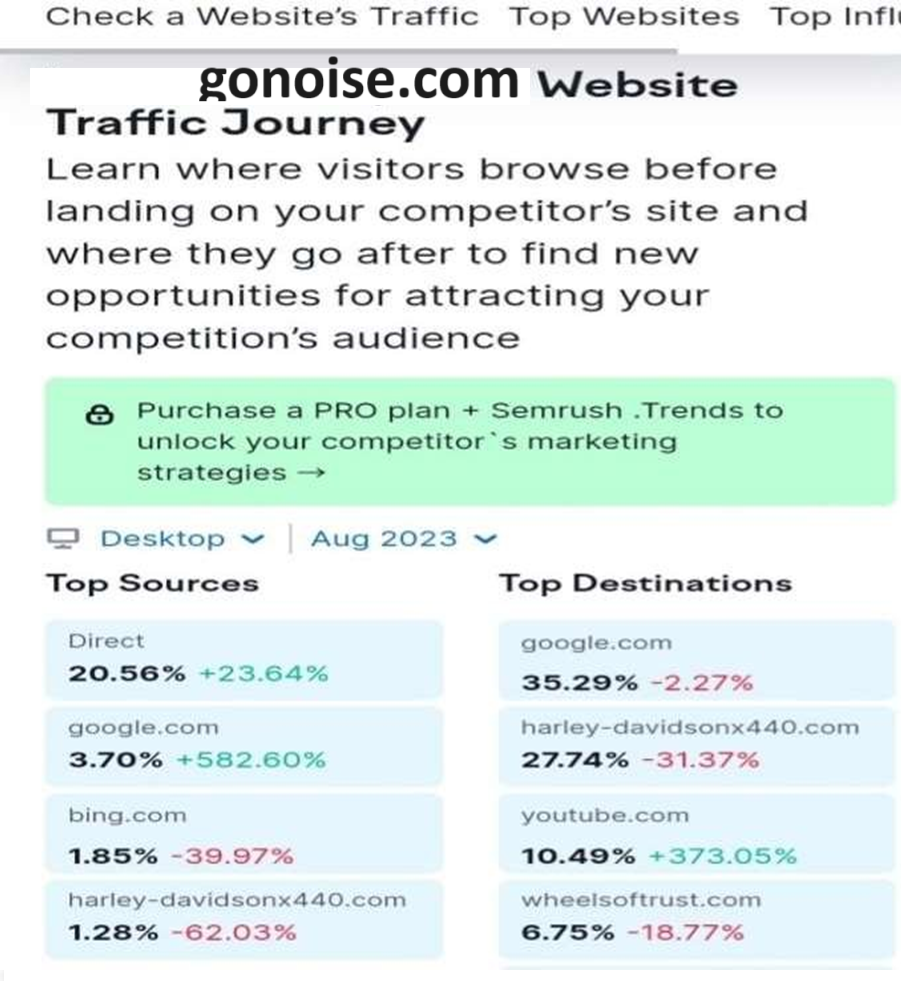 Check a Website's Traffic Top Websites Top Infl
gonoise.com Website
Traffic Journey
Learn where visitors browse before
landing on your competitor's site and
where they go after to find new
opportunities for attracting your
competition's audience
Purchase a PRO plan + Semrush .Trends to
unlock your competitor`s marketing
strategies →
Desktop | Aug 2023
Top Sources
Direct
20.56% +23.64%
google.com
3.70% +582.60%
bing.com
1.85% -39.97%
harley-davidsonx440.com
1.28% -62.03%
Top Destinations
google.com
35.29% -2.27%
harley-davidsonx440.com
27.74% -31.37%
youtube.com
10.49% +373.05%
wheelsoftrust.com
6.75% -18.77%